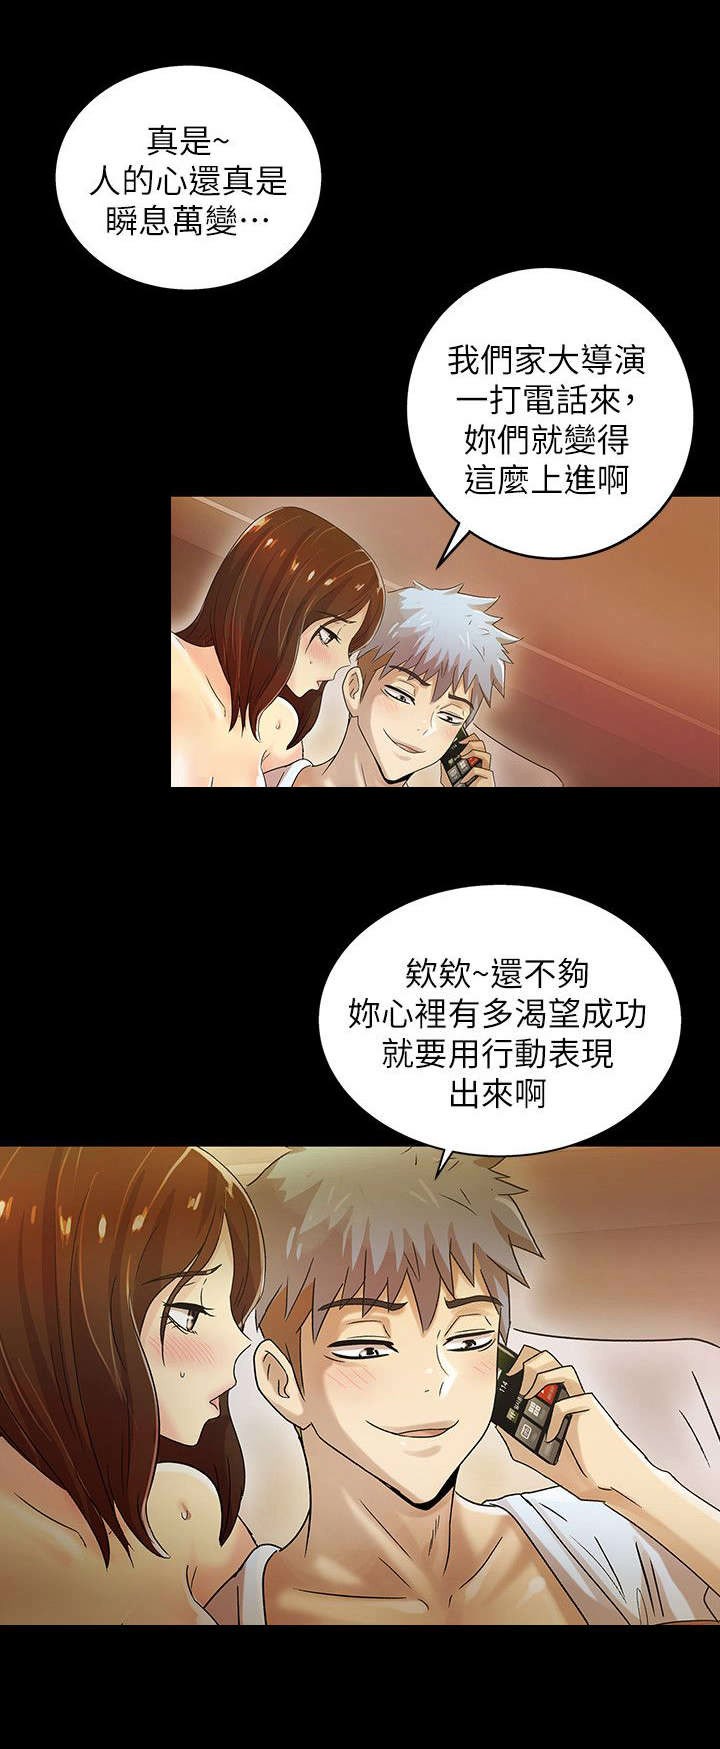 真是~
人的心還真是
瞬息萬變⋯
我們家大導演
一打電話來,
妳們就變得
這麼上進啊
欸欸~還不夠
妳心裡有多渴望成功
就要用行動表現
出來啊
114